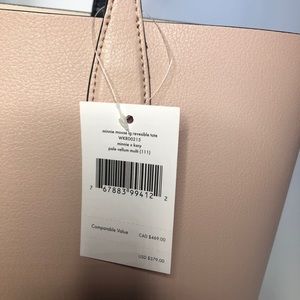 minnie mouse lg reversible tote
WKR00215
minnie x kary
pale vellum multi (111)
7 67883 99412 2
Comparable Value CAD $469.00
USD $379.00